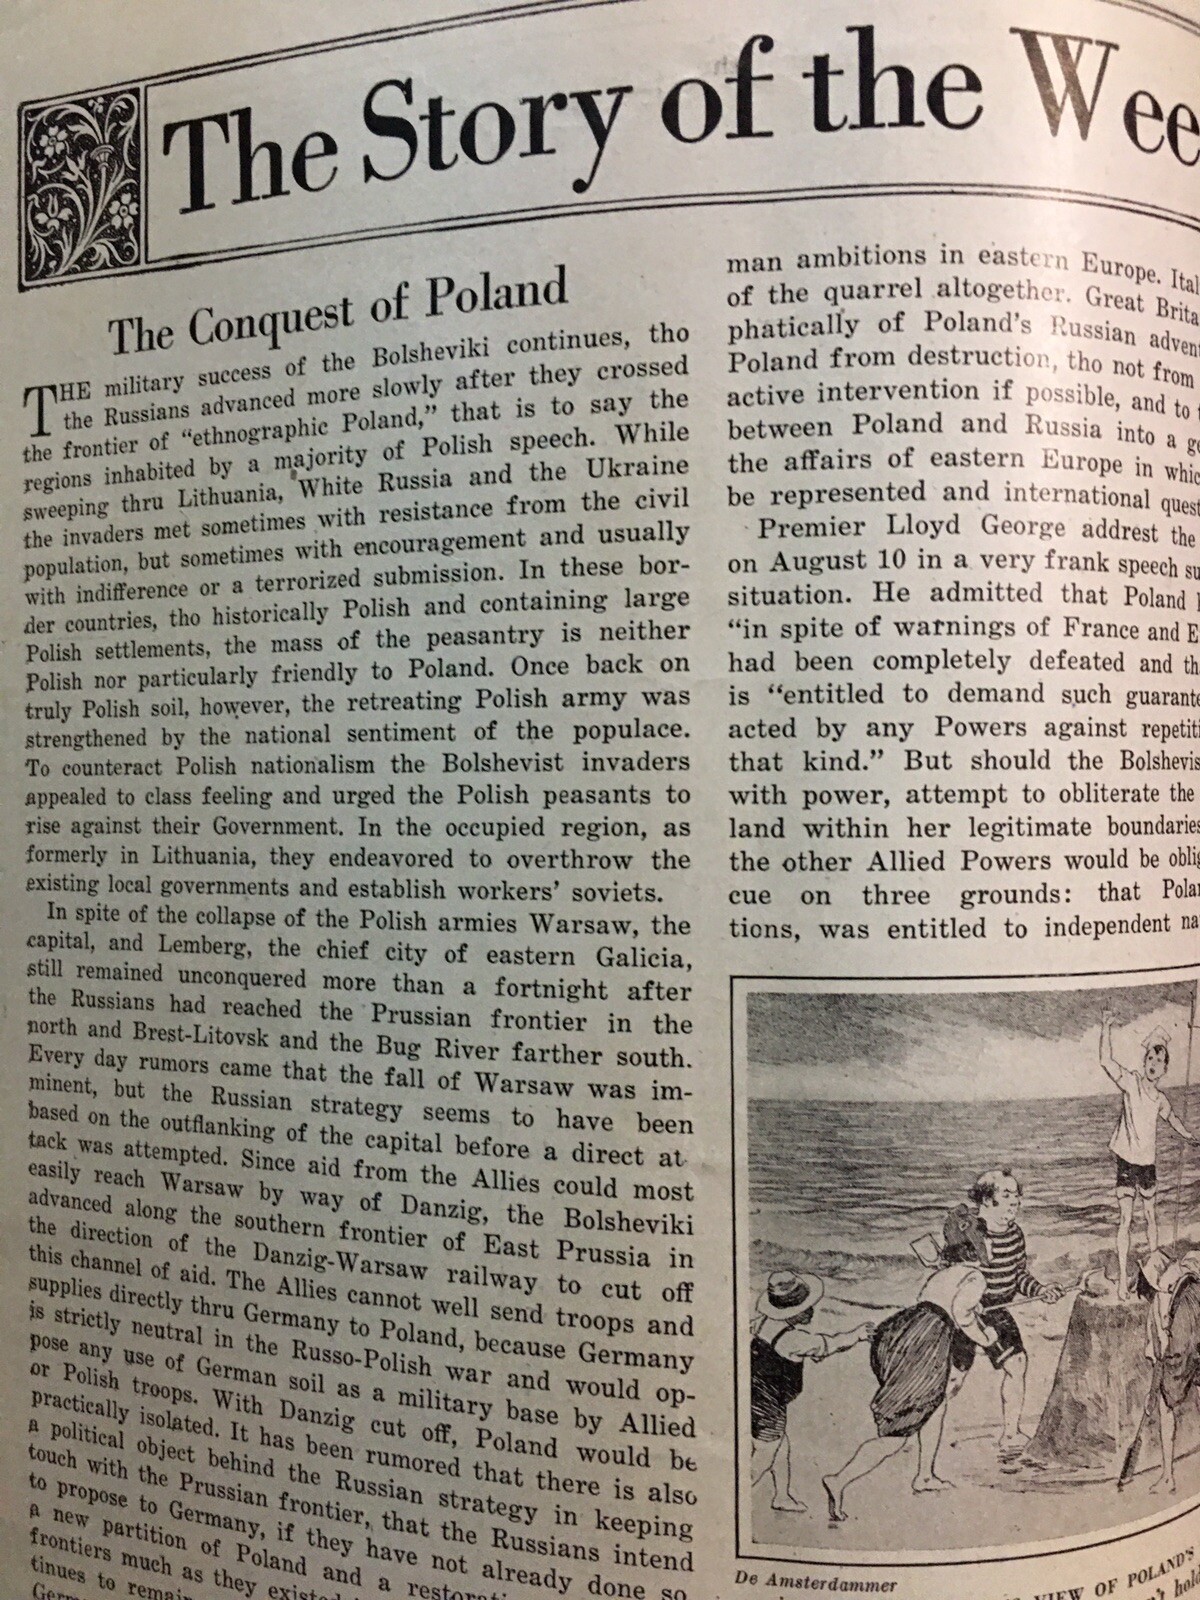 The Story of the Wee
The Conquest of Poland
THE military success of the Bolsheviki continues, tho
the Russians advanced more slowly after they crossed
the frontier of “ethnographic Poland,” that is to say the
regions inhabited by a majority of Polish speech. While
sweeping thru Lithuania, White Russia and the Ukraine
the invaders met sometimes with resistance from the civil
population, but sometimes with encouragement and usually
with indifference or a terrorized submission. In these bor-
der countries, tho historically Polish and containing large
Polish settlements, the mass of the peasantry is neither
Polish nor particularly friendly to Poland. Once back on
truly Polish soil, however, the retreating Polish army was
strengthened by the national sentiment of the populace.
To counteract Polish nationalism the Bolshevist invaders
appealed to class feeling and urged the Polish peasants to
rise against their Government. In the occupied region, as
formerly in Lithuania, they endeavored to overthrow the
existing local governments and establish workers’ soviets.
In spite of the collapse of the Polish armies Warsaw, the
capital, and Lemberg, the chief city of eastern Galicia,
still remained unconquered more than a fortnight after
the Russians had reached the Prussian frontier in the
north and Brest-Litovsk and the Bug River farther south.
Every day rumors came that the fall of Warsaw was im-
minent, but the Russian strategy seems to have been
based on the outflanking of the capital before a direct at-
tack was attempted. Since aid from the Allies could most
easily reach Warsaw by way of Danzig, the Bolsheviki
advanced along the southern frontier of East Prussia in
the direction of the Danzig-Warsaw railway to cut off
this channel of aid. The Allies cannot well send troops and
supplies directly thru Germany to Poland, because Germany
is strictly neutral in the Russo-Polish war and would op-
pose any use of German soil as a military base by Allied
or Polish troops. With Danzig cut off, Poland would be
practically isolated. It has been rumored that there is also
a political object behind the Russian strategy in keeping
touch with the Prussian frontier, that the Russians intend
to propose to Germany, if they have not already done so
a new partition of Poland and a restorati
frontiers much as they existed
tinues to remai
Germ
man ambitions in eastern Europe. Ital
of the quarrel altogether. Great Brita
phatically of Poland’s Russian advent
Poland from destruction, tho not from
active intervention if possible, and to
between Poland and Russia into a ge
the affairs of eastern Europe in whic
be represented and international quest
Premier Lloyd George addrest the
on August 10 in a very frank speech su
situation. He admitted that Poland
“in spite of warnings of France and E
had been completely defeated and th
is “entitled to demand such guarante
acted by any Powers against repetiti
that kind.” But should the Bolshevis
with power, attempt to obliterate the
land within her legitimate boundaries
the other Allied Powers would be oblig
cue on three grounds: that Polan
tions, was entitled to independent na
De Amsterdammer
VIEW OF POLAND'S